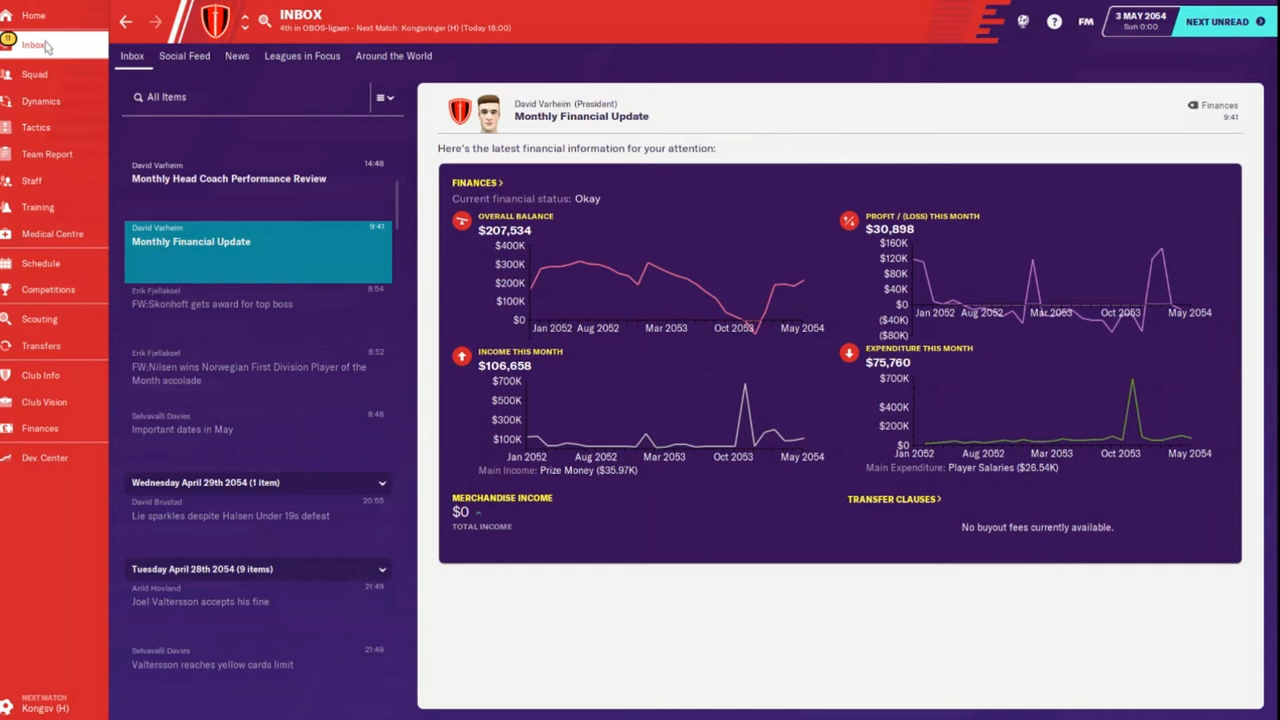 Home
11
Inbox
Squad
Dynamics
Tactics
Team Report
Staff
Training
Medical Centre
Schedule
Competitions
Scouting
Transfers
Club Info
Club Vision
Finances
Dev. Center
NEXT MATCH
Kongsv (H)
INBOX
4th in OBOS-ligaen - Next Match: Kongsvinger (H) (Today 18:00)
?
FM
3 MAY 2054
Sun 0:00
NEXT UNREAD
Inbox
Social Feed
News
Leagues in Focus
Around the World
All Items
David Varheim
14:48
Monthly Head Coach Performance Review
David Varheim
9:41
Monthly Financial Update
Erik Fjellaksel
8:54
FW:Skonhoft gets award for top boss
Erik Fjellaksel
8:52
FW:Nilsen wins Norwegian First Division Player of the
Month accolade
Selvavalli Davies
8:48
Important dates in May
Wednesday April 29th 2054 (1 item)
David Brustad
20:55
Lie sparkles despite Halsen Under 19s defeat
Tuesday April 28th 2054 (9 items)
Arild Hovland
21:49
Joel Valtersson accepts his fine
Selvavalli Davies
21:49
Valtersson reaches yellow cards limit
David Varheim (President)
Monthly Financial Update
Finances
9:41
Here's the latest financial information for your attention:
FINANCES >
Current financial status: Okay
OVERALL BALANCE
$207,534
$400K
$300K
$200K
$100K
$0
Jan 2052 Aug 2052 Mar 2053 Oct 2053 May 2054
PROFIT / (LOSS) THIS MONTH
$30,898
$160K
$120K
$80K
$40K
$0
($40K)
($80K)
Jan 2052 Aug 2052 Mar 2053 Oct 2053 May 2054
INCOME THIS MONTH
$106,658
$700K
$500K
$300K
$100K
Jan 2052 Aug 2052 Mar 2053 Oct 2053 May 2054
Main Income: Prize Money ($35.97K)
EXPENDITURE THIS MONTH
$75,760
$700K
$400K
$200K
$0
Jan 2052 Aug 2052 Mar 2053 Oct 2053 May 2054
Main Expenditure: Player Salaries ($26.54K)
MERCHANDISE INCOME
$0
TOTAL INCOME
TRANSFER CLAUSES >
No buyout fees currently available.